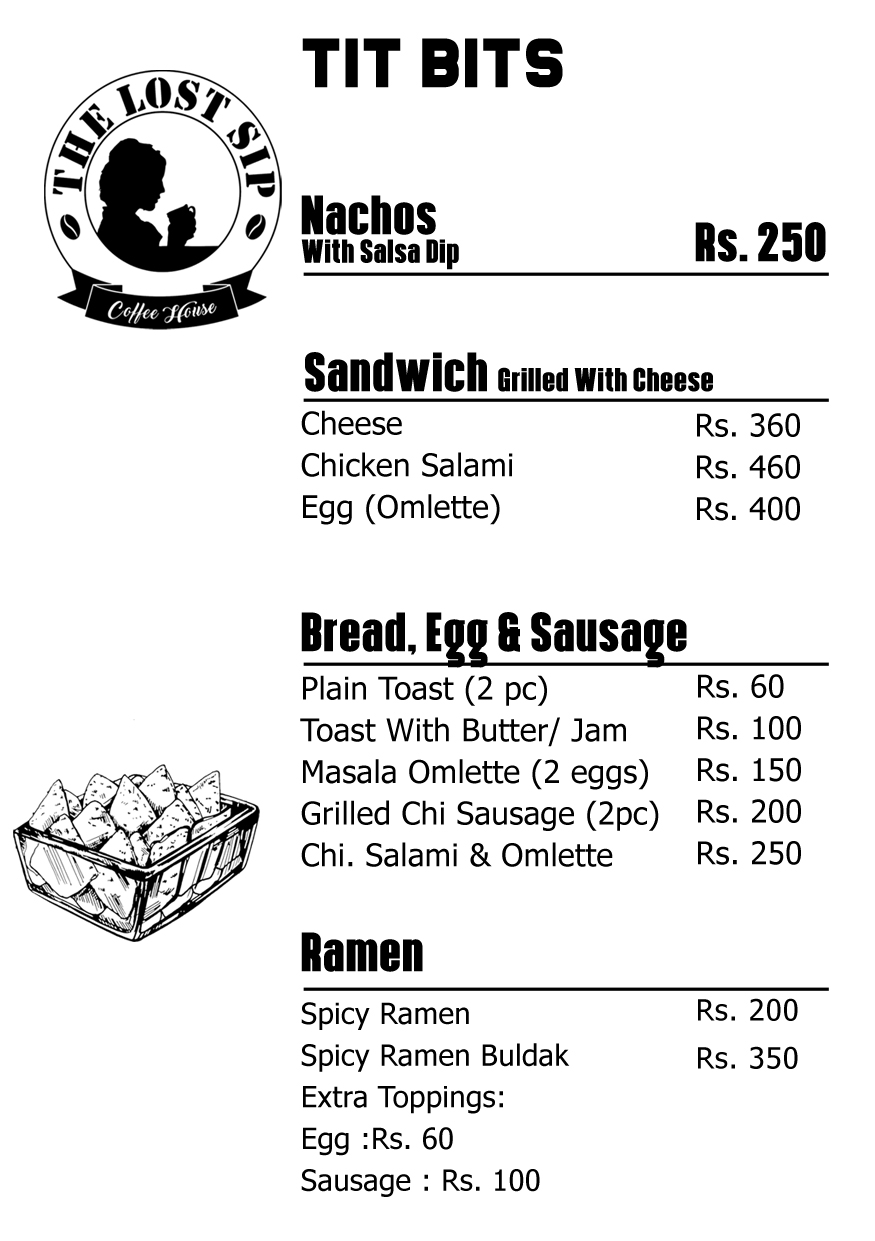 TIT BITS
THE LOST SIP
Coffee House
Nachos
With Salsa Dip Rs. 250
Sandwich Grilled With Cheese
Cheese Rs. 360
Chicken Salami Rs. 460
Egg (Omlette) Rs. 400
Bread, Egg & Sausage
Plain Toast (2 pc) Rs. 60
Toast With Butter/ Jam Rs. 100
Masala Omlette (2 eggs) Rs. 150
Grilled Chi Sausage (2pc) Rs. 200
Chi. Salami & Omlette Rs. 250
Ramen
Spicy Ramen Rs. 200
Spicy Ramen Buldak Rs. 350
Extra Toppings:
Egg :Rs. 60
Sausage : Rs. 100